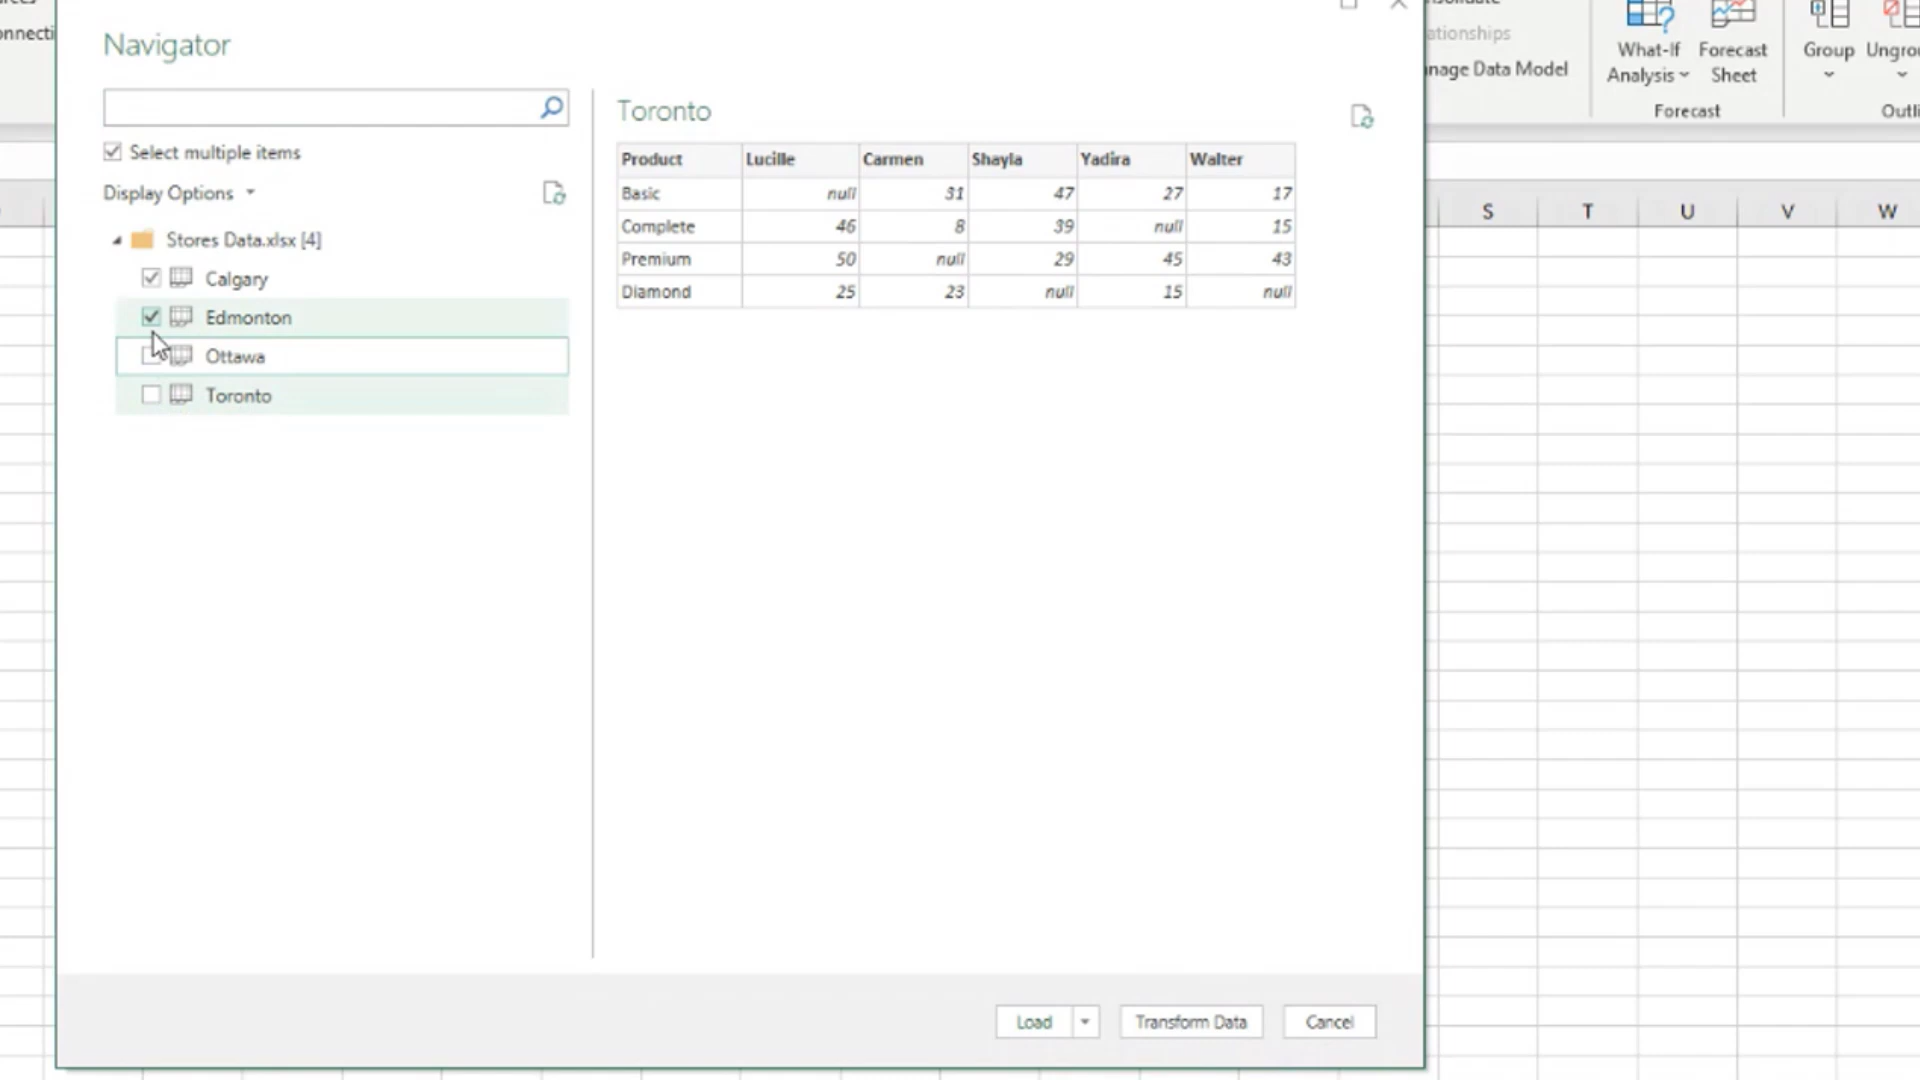 Navigator
Select multiple items
Display Options
Stores Data.xlsx [4]
Calgary
Edmonton
Ottawa
Toronto
Toronto
Product Lucille Carmen Shayla Yadira Walter
Basic null 31 47 27 17
Complete 46 8 39 null 15
Premium 50 null 29 45 43
Diamond 25 23 null 15 null
Load
Transform Data
Cancel
What-If Forecast Group
Analysis Sheet
Data Model
Forecast
S T U V W